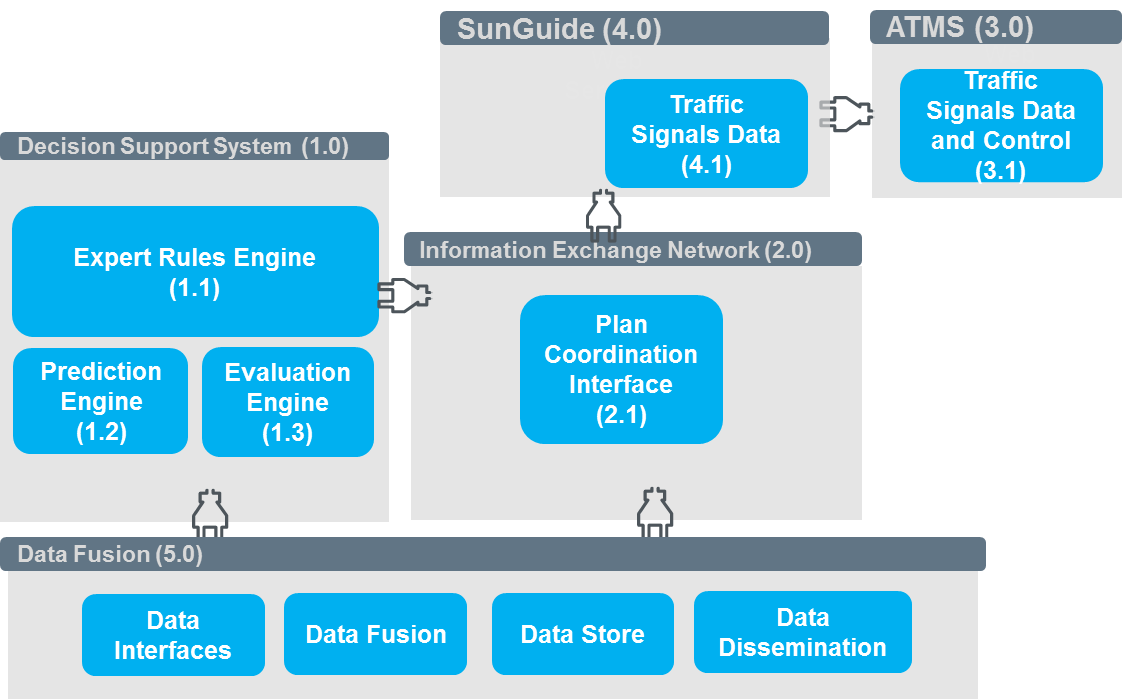 SunGuide (4.0)
ATMS (3.0)
Traffic
Signals Data
(4.1)
Traffic
Signals Data
and Control
(3.1)
Decision Support System (1.0)
Expert Rules Engine
(1.1)
Prediction
Engine
(1.2)
Evaluation
Engine
(1.3)
Information Exchange Network (2.0)
Plan
Coordination
Interface
(2.1)
Data Fusion (5.0)
Data
Interfaces
Data Fusion
Data Store
Data
Dissemination